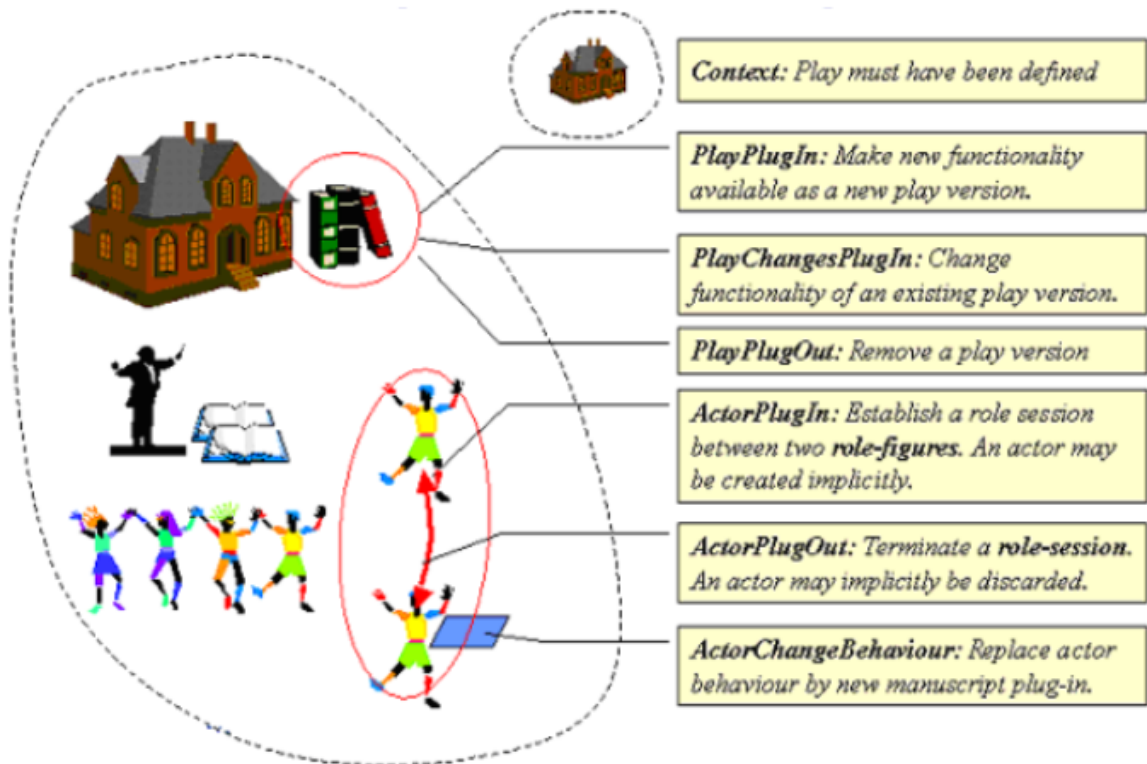 Context: Play must have been defined
PlayPlugIn: Make new functionality
available as a new play version.
PlayChangesPlugIn: Change
functionality of an existing play version.
PlayPlugOut: Remove a play version
ActorPlugIn: Establish a role session
between two role-figures. An actor may
be created implicitly.
ActorPlugOut: Terminate a role-session.
An actor may implicitly be discarded.
ActorChangeBehaviour: Replace actor
behaviour by new manuscript plug-in.